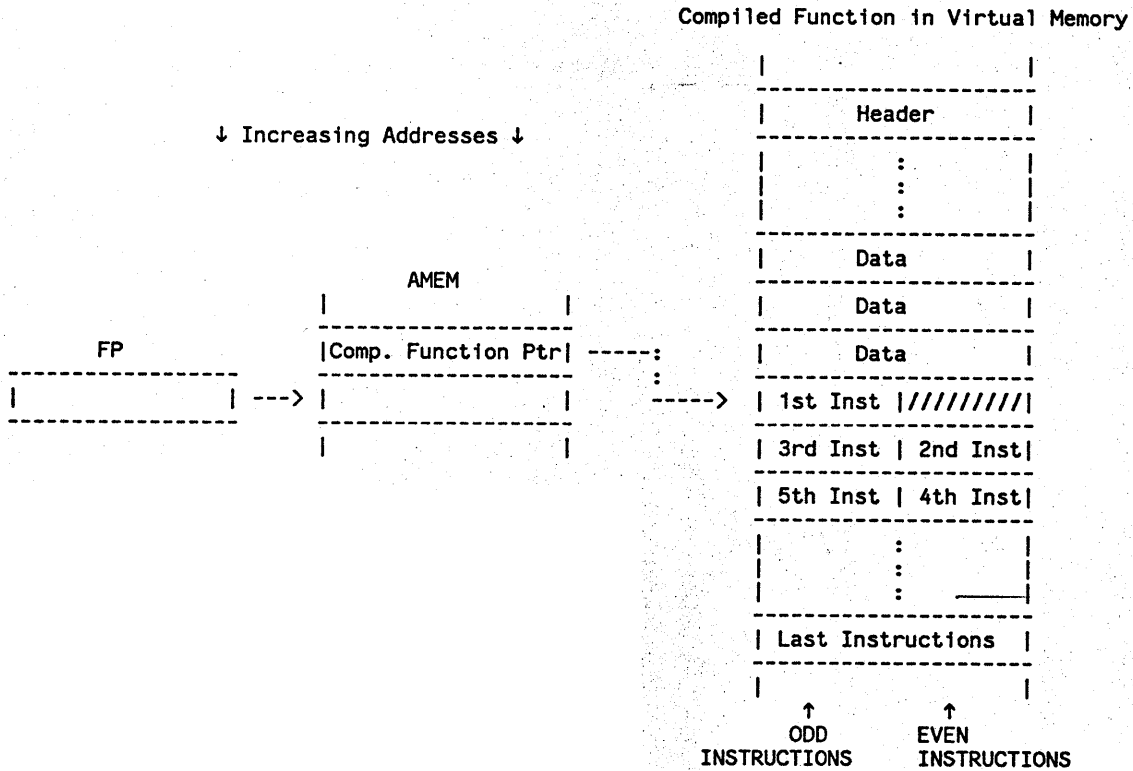 Compiled Function in Virtual Memory
Header
↓ Increasing Addresses ↓
:
:
:
Data
AMEM
Data
FP
|Comp. Function Ptr| -----:
Data
:
| | ---> | | -----> | 1st Inst |/////////|
| 3rd Inst | 2nd Inst|
| 5th Inst | 4th Inst|
:
:
:
| Last Instructions |
↑ ↑
ODD EVEN
INSTRUCTIONS INSTRUCTIONS